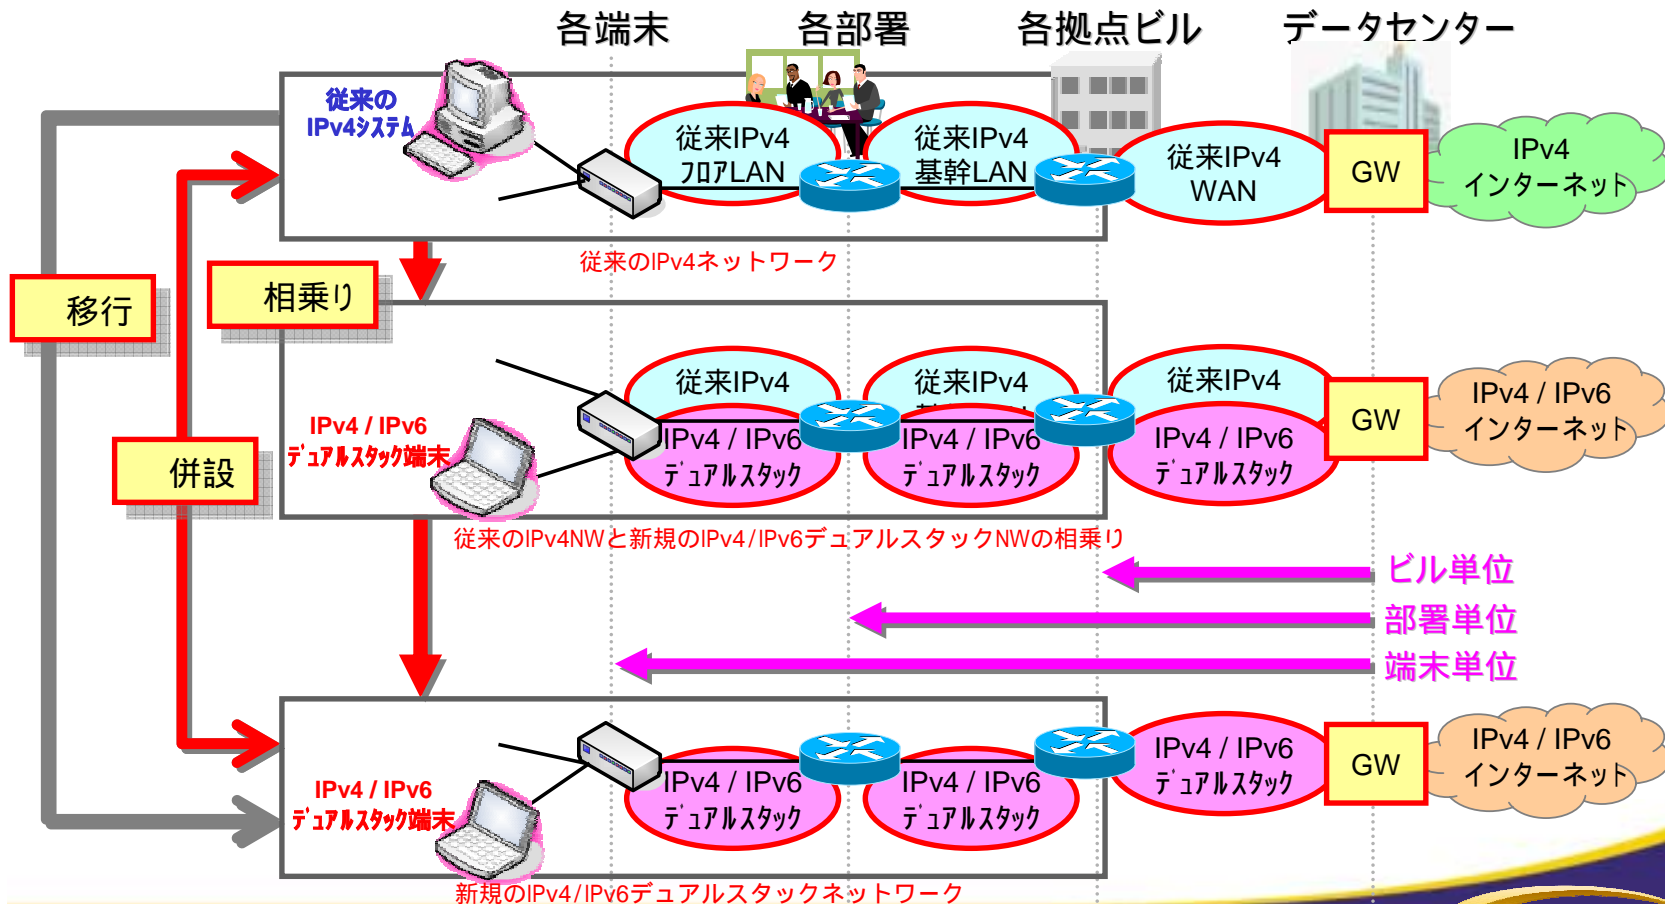 各端末
各部署
各拠点ビル
データセンター
従来の
IPv4ｼｽﾃﾑ
従来IPv4
ﾌﾛｱLAN
従来IPv4
基幹LAN
従来IPv4
WAN
GW
IPv4
インターネット
従来のIPv4ネットワーク
移行
相乗り
併設
IPv4 / IPv6
ﾃﾞｭｱﾙｽﾀｯｸ端末
従来IPv4
従来IPv4
従来IPv4
IPv4 / IPv6
ﾃﾞｭｱﾙｽﾀｯｸ
IPv4 / IPv6
ﾃﾞｭｱﾙｽﾀｯｸ
IPv4 / IPv6
ﾃﾞｭｱﾙｽﾀｯｸ
GW
IPv4 / IPv6
インターネット
従来のIPv4NWと新規のIPv4/IPv6デュアルスタックNWの相乗り
ビル単位
部署単位
端末単位
IPv4 / IPv6
ﾃﾞｭｱﾙｽﾀｯｸ端末
IPv4 / IPv6
ﾃﾞｭｱﾙｽﾀｯｸ
IPv4 / IPv6
ﾃﾞｭｱﾙｽﾀｯｸ
IPv4 / IPv6
ﾃﾞｭｱﾙｽﾀｯｸ
GW
IPv4 / IPv6
インターネット
新規のIPv4/IPv6デュアルスタックネットワーク